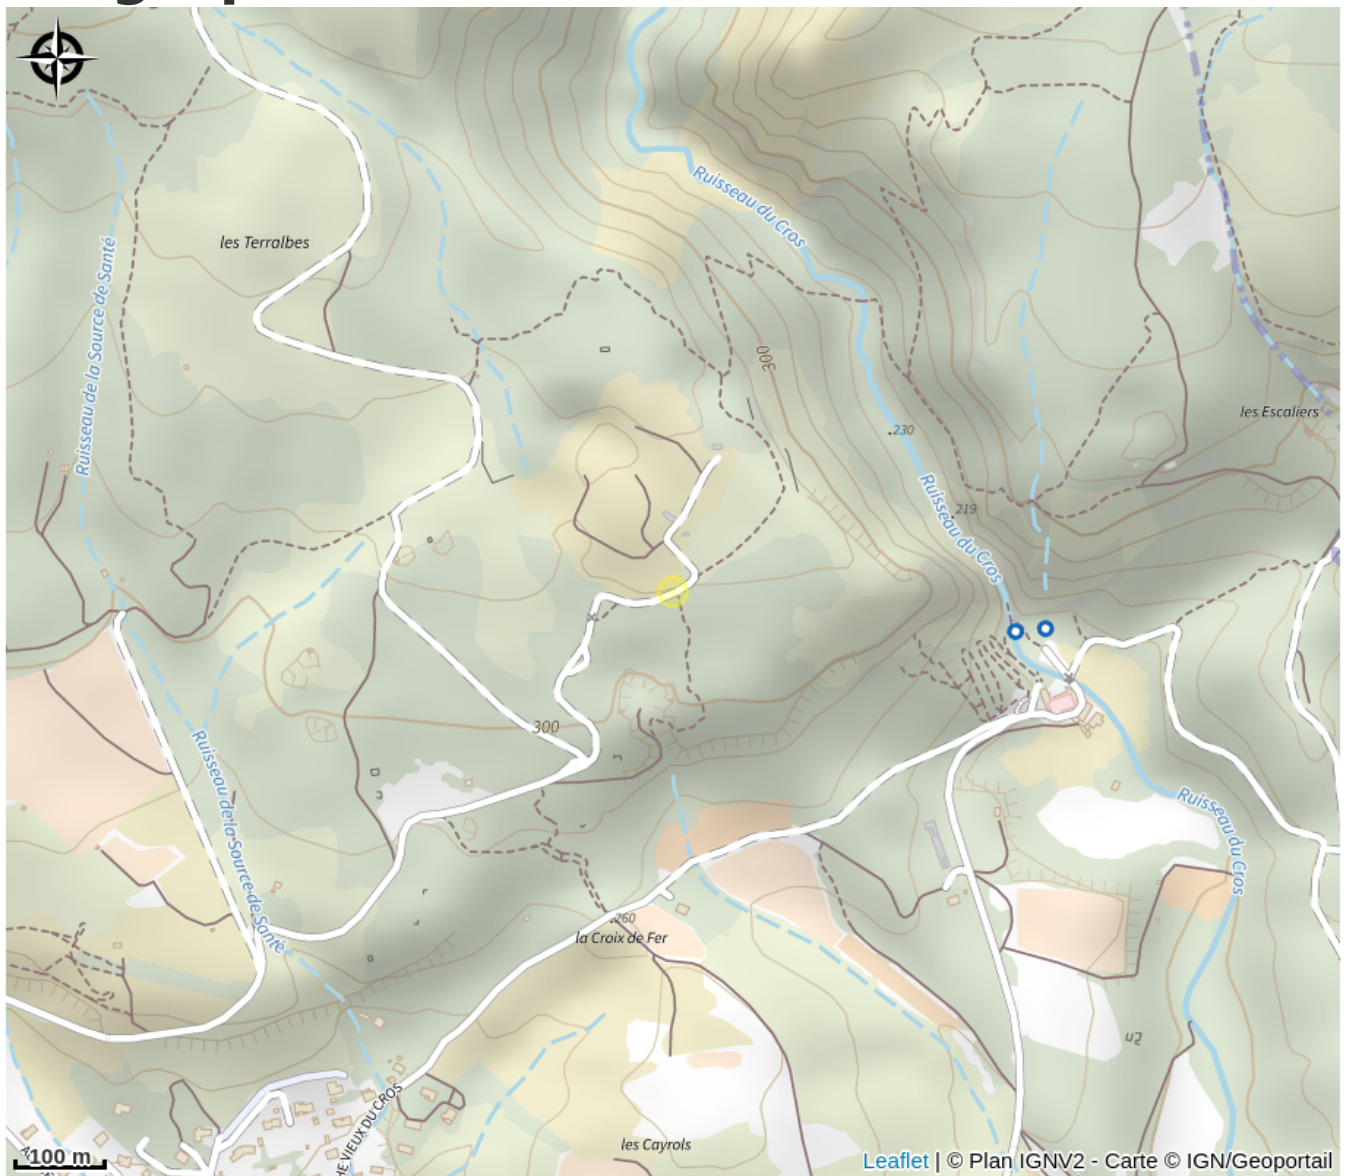 Ruisseau du Cros
les Terralbes
Ruisseau de la Source de Santé
300
les Escaliers
.230
Ruisseau du Cros
.219
300
Ruisseau de la Source de Santé
Ruisseau du Cros
.260
la Croix de Fer
HE VIEUX DU CROS
les Cayrols
100 m
Leaflet | © Plan IGNV2 - Carte © IGN/Geoportail